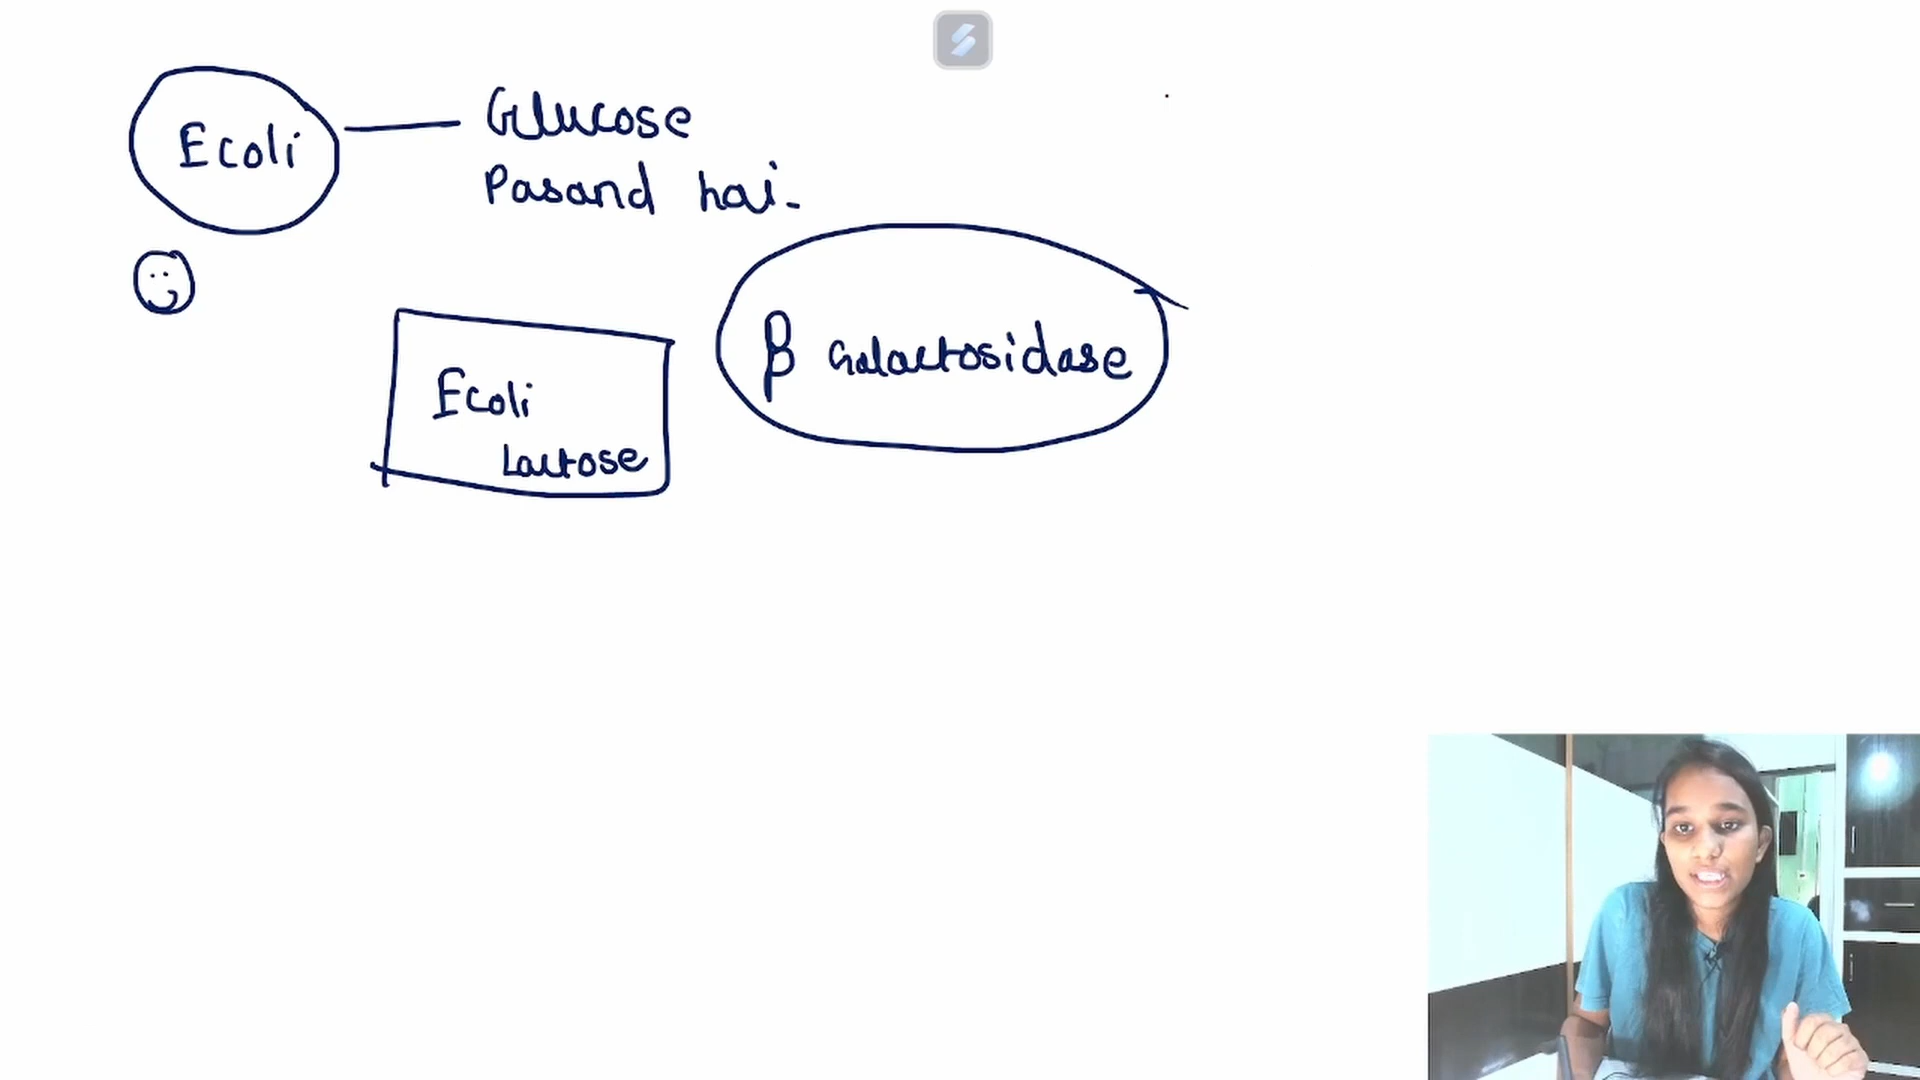 Ecoli
Glucose
Pasand hai.
β Galactosidase
Ecoli
Lactose